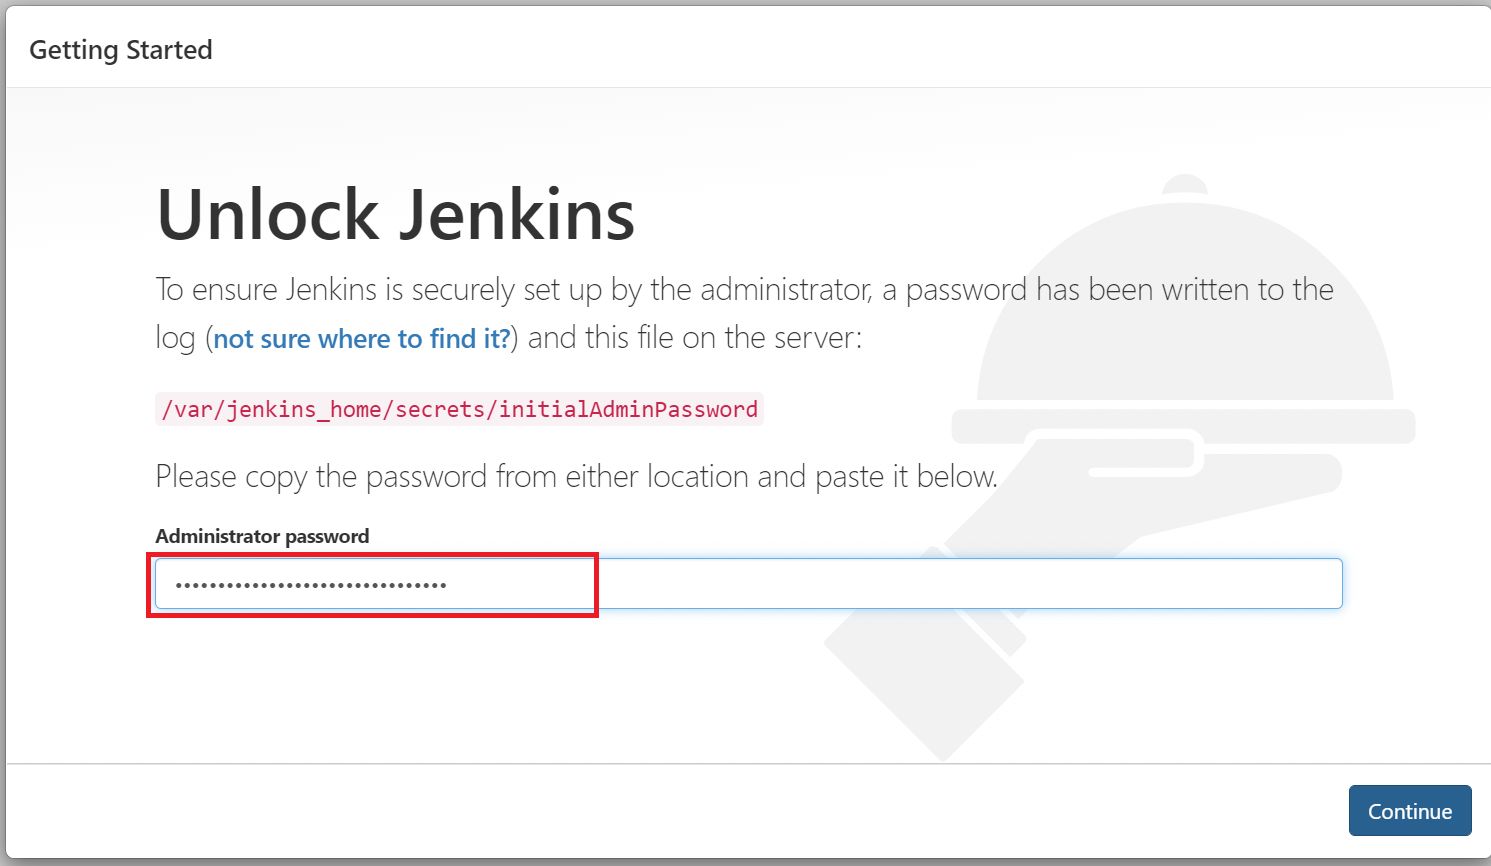 Getting Started
Unlock Jenkins
To ensure Jenkins is securely set up by the administrator, a password has been written to the
log (not sure where to find it?) and this file on the server:
/var/jenkins_home/secrets/initialAdminPassword
Please copy the password from either location and paste it below.
Administrator password
••••••••••••••••••••••••••••••••
Continue